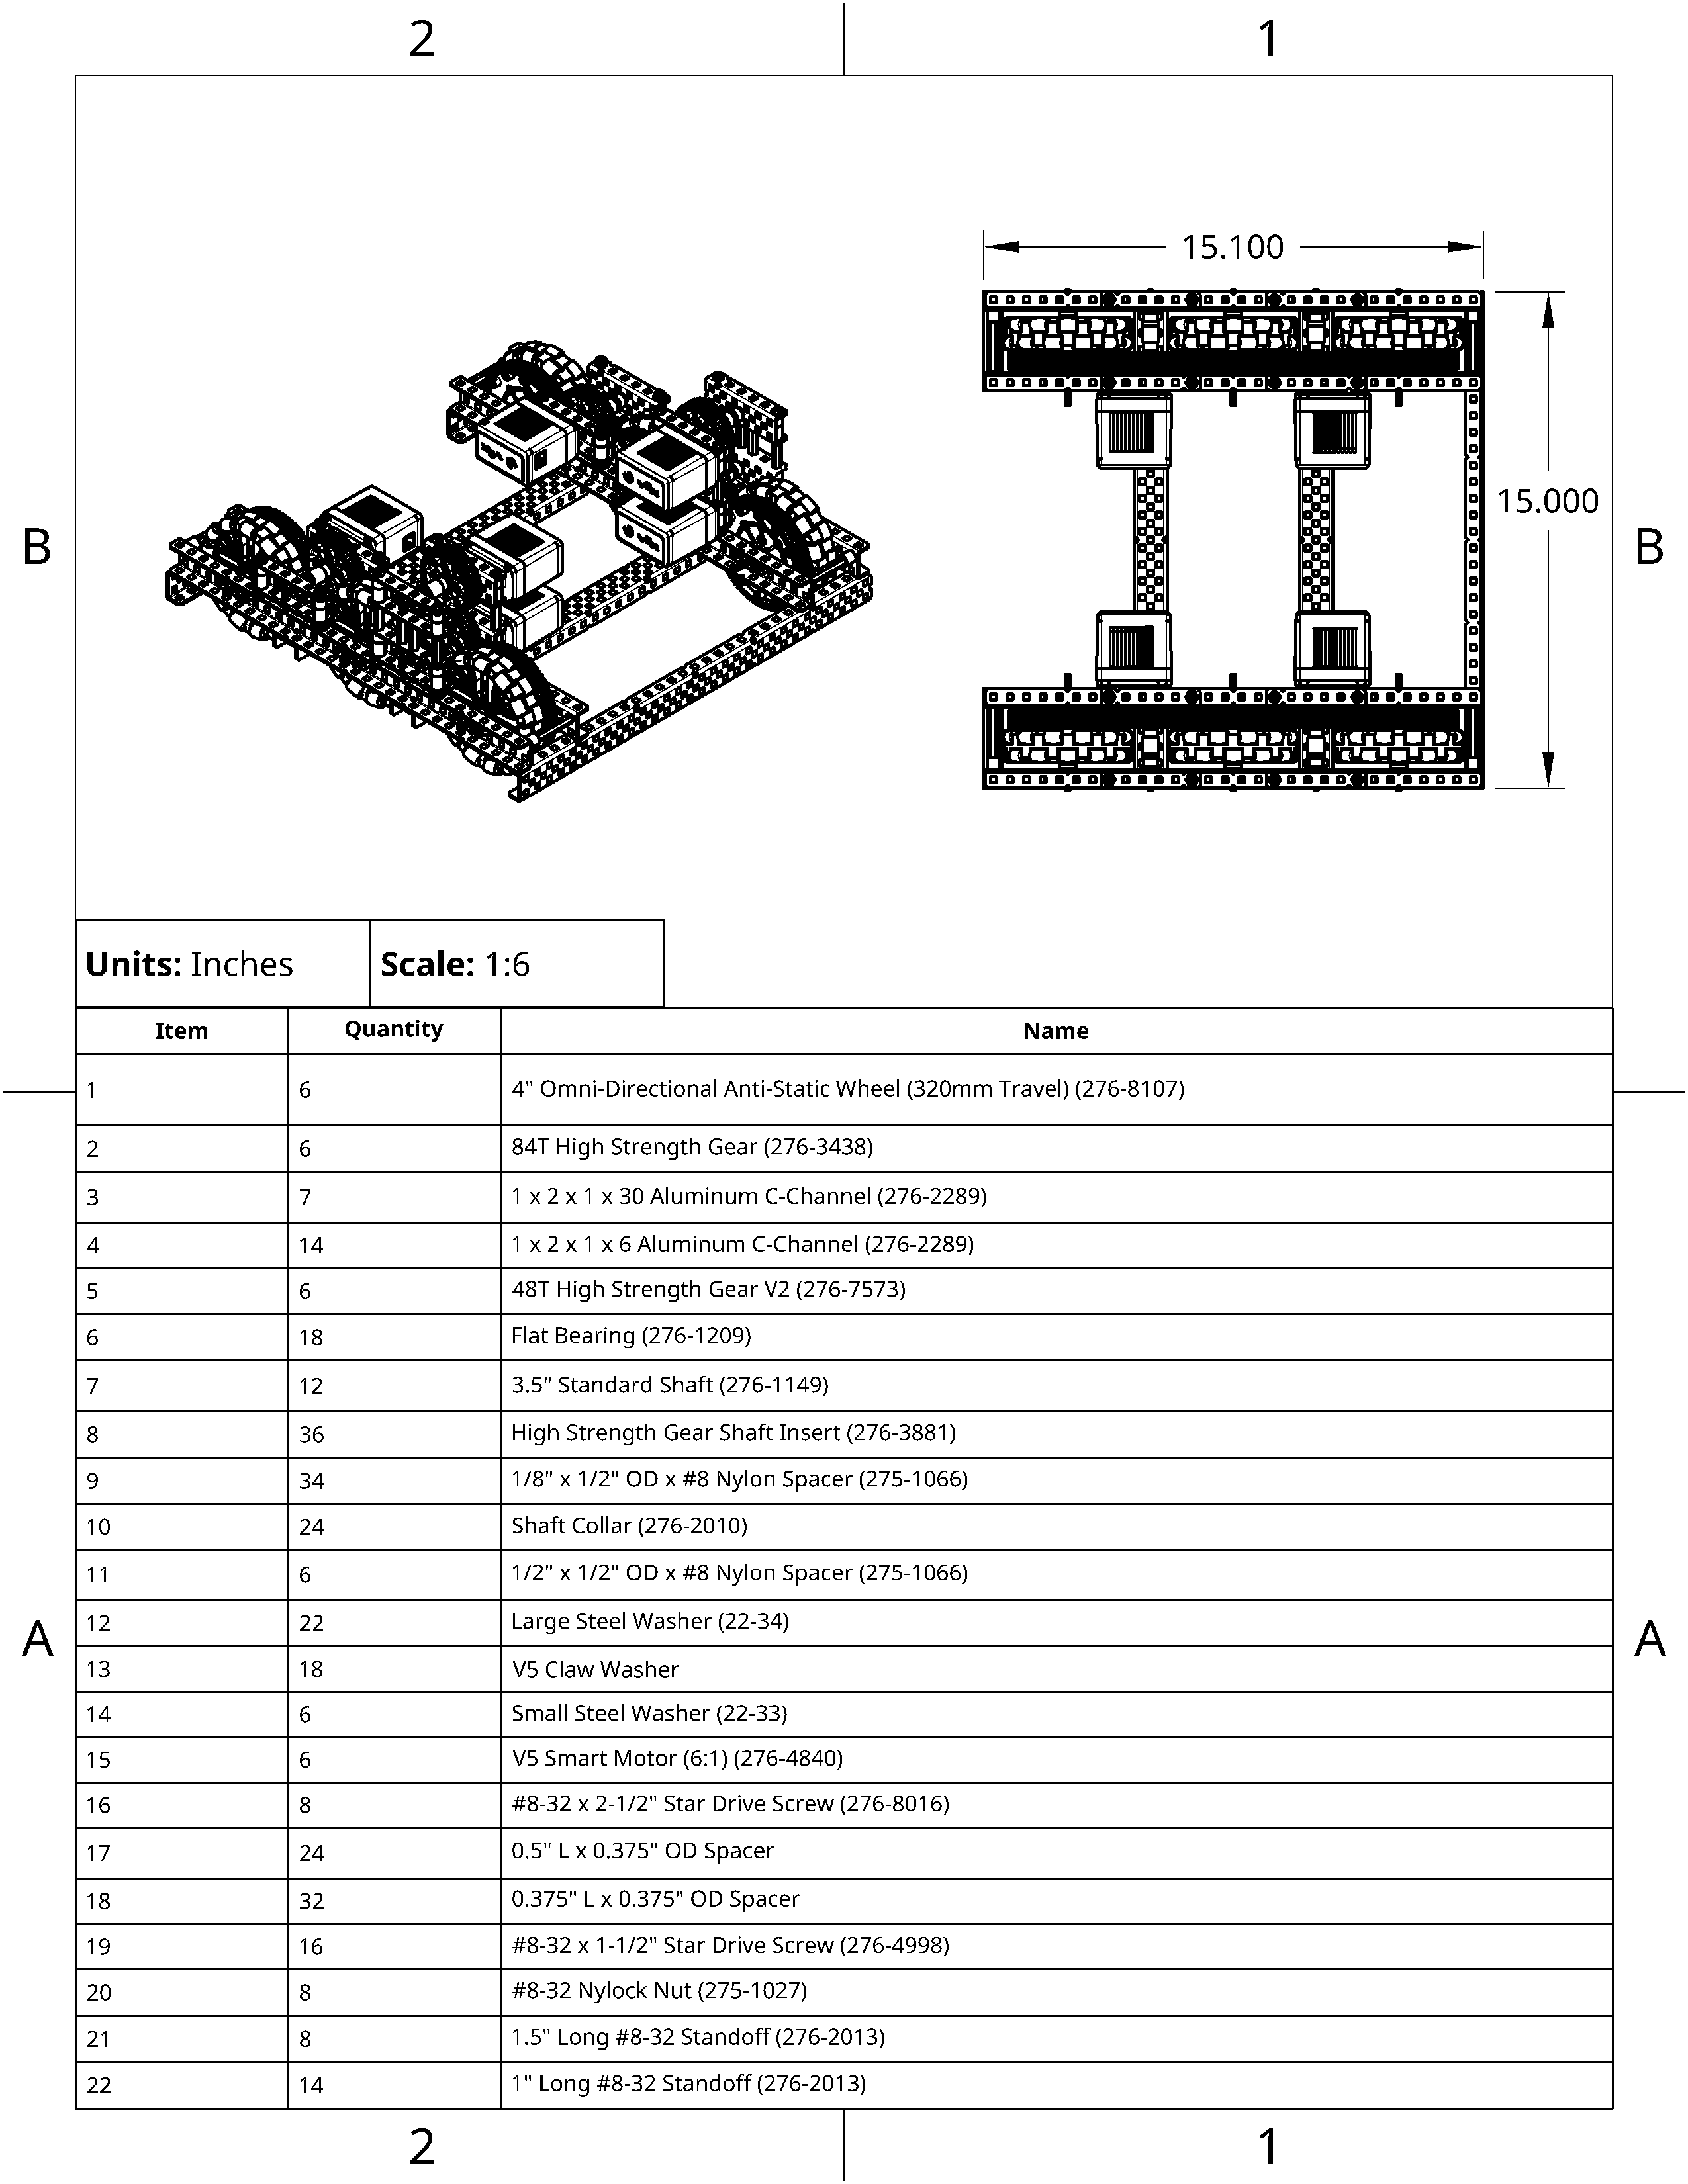 2 1
15.100
15.000
B B
Units: Inches Scale: 1:6
Item Quantity Name
1 6 4" Omni-Directional Anti-Static Wheel (320mm Travel) (276-8107)
2 6 84T High Strength Gear (276-3438)
3 7 1 x 2 x 1 x 30 Aluminum C-Channel (276-2289)
4 14 1 x 2 x 1 x 6 Aluminum C-Channel (276-2289)
5 6 48T High Strength Gear V2 (276-7573)
6 18 Flat Bearing (276-1209)
7 12 3.5" Standard Shaft (276-1149)
8 36 High Strength Gear Shaft Insert (276-3881)
9 34 1/8" x 1/2" OD x #8 Nylon Spacer (275-1066)
10 24 Shaft Collar (276-2010)
11 6 1/2" x 1/2" OD x #8 Nylon Spacer (275-1066)
12 22 Large Steel Washer (22-34)
A A
13 18 V5 Claw Washer
14 6 Small Steel Washer (22-33)
15 6 V5 Smart Motor (6:1) (276-4840)
16 8 #8-32 x 2-1/2" Star Drive Screw (276-8016)
17 24 0.5" L x 0.375" OD Spacer
18 32 0.375" L x 0.375" OD Spacer
19 16 #8-32 x 1-1/2" Star Drive Screw (276-4998)
20 8 #8-32 Nylock Nut (275-1027)
21 8 1.5" Long #8-32 Standoff (276-2013)
22 14 1" Long #8-32 Standoff (276-2013)
2 1